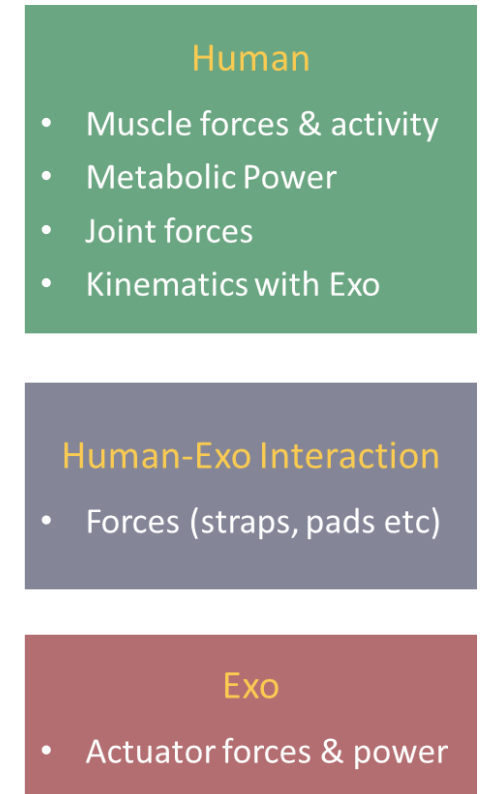 Human
• Muscle forces & activity
• Metabolic Power
• Joint forces
• Kinematics with Exo
Human-Exo Interaction
• Forces (straps, pads etc)
Exo
• Actuator forces & power